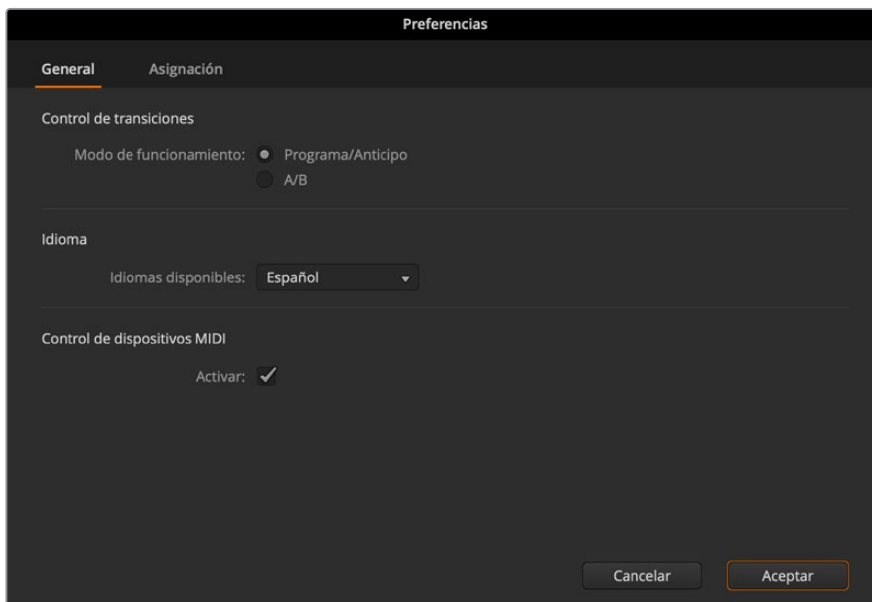 Preferencias
General Asignación
Control de transiciones
Modo de funcionamiento: Programa/Anticipo
A/B
Idioma
Idiomas disponibles: Español
Control de dispositivos MIDI
Activar:
Cancelar Aceptar